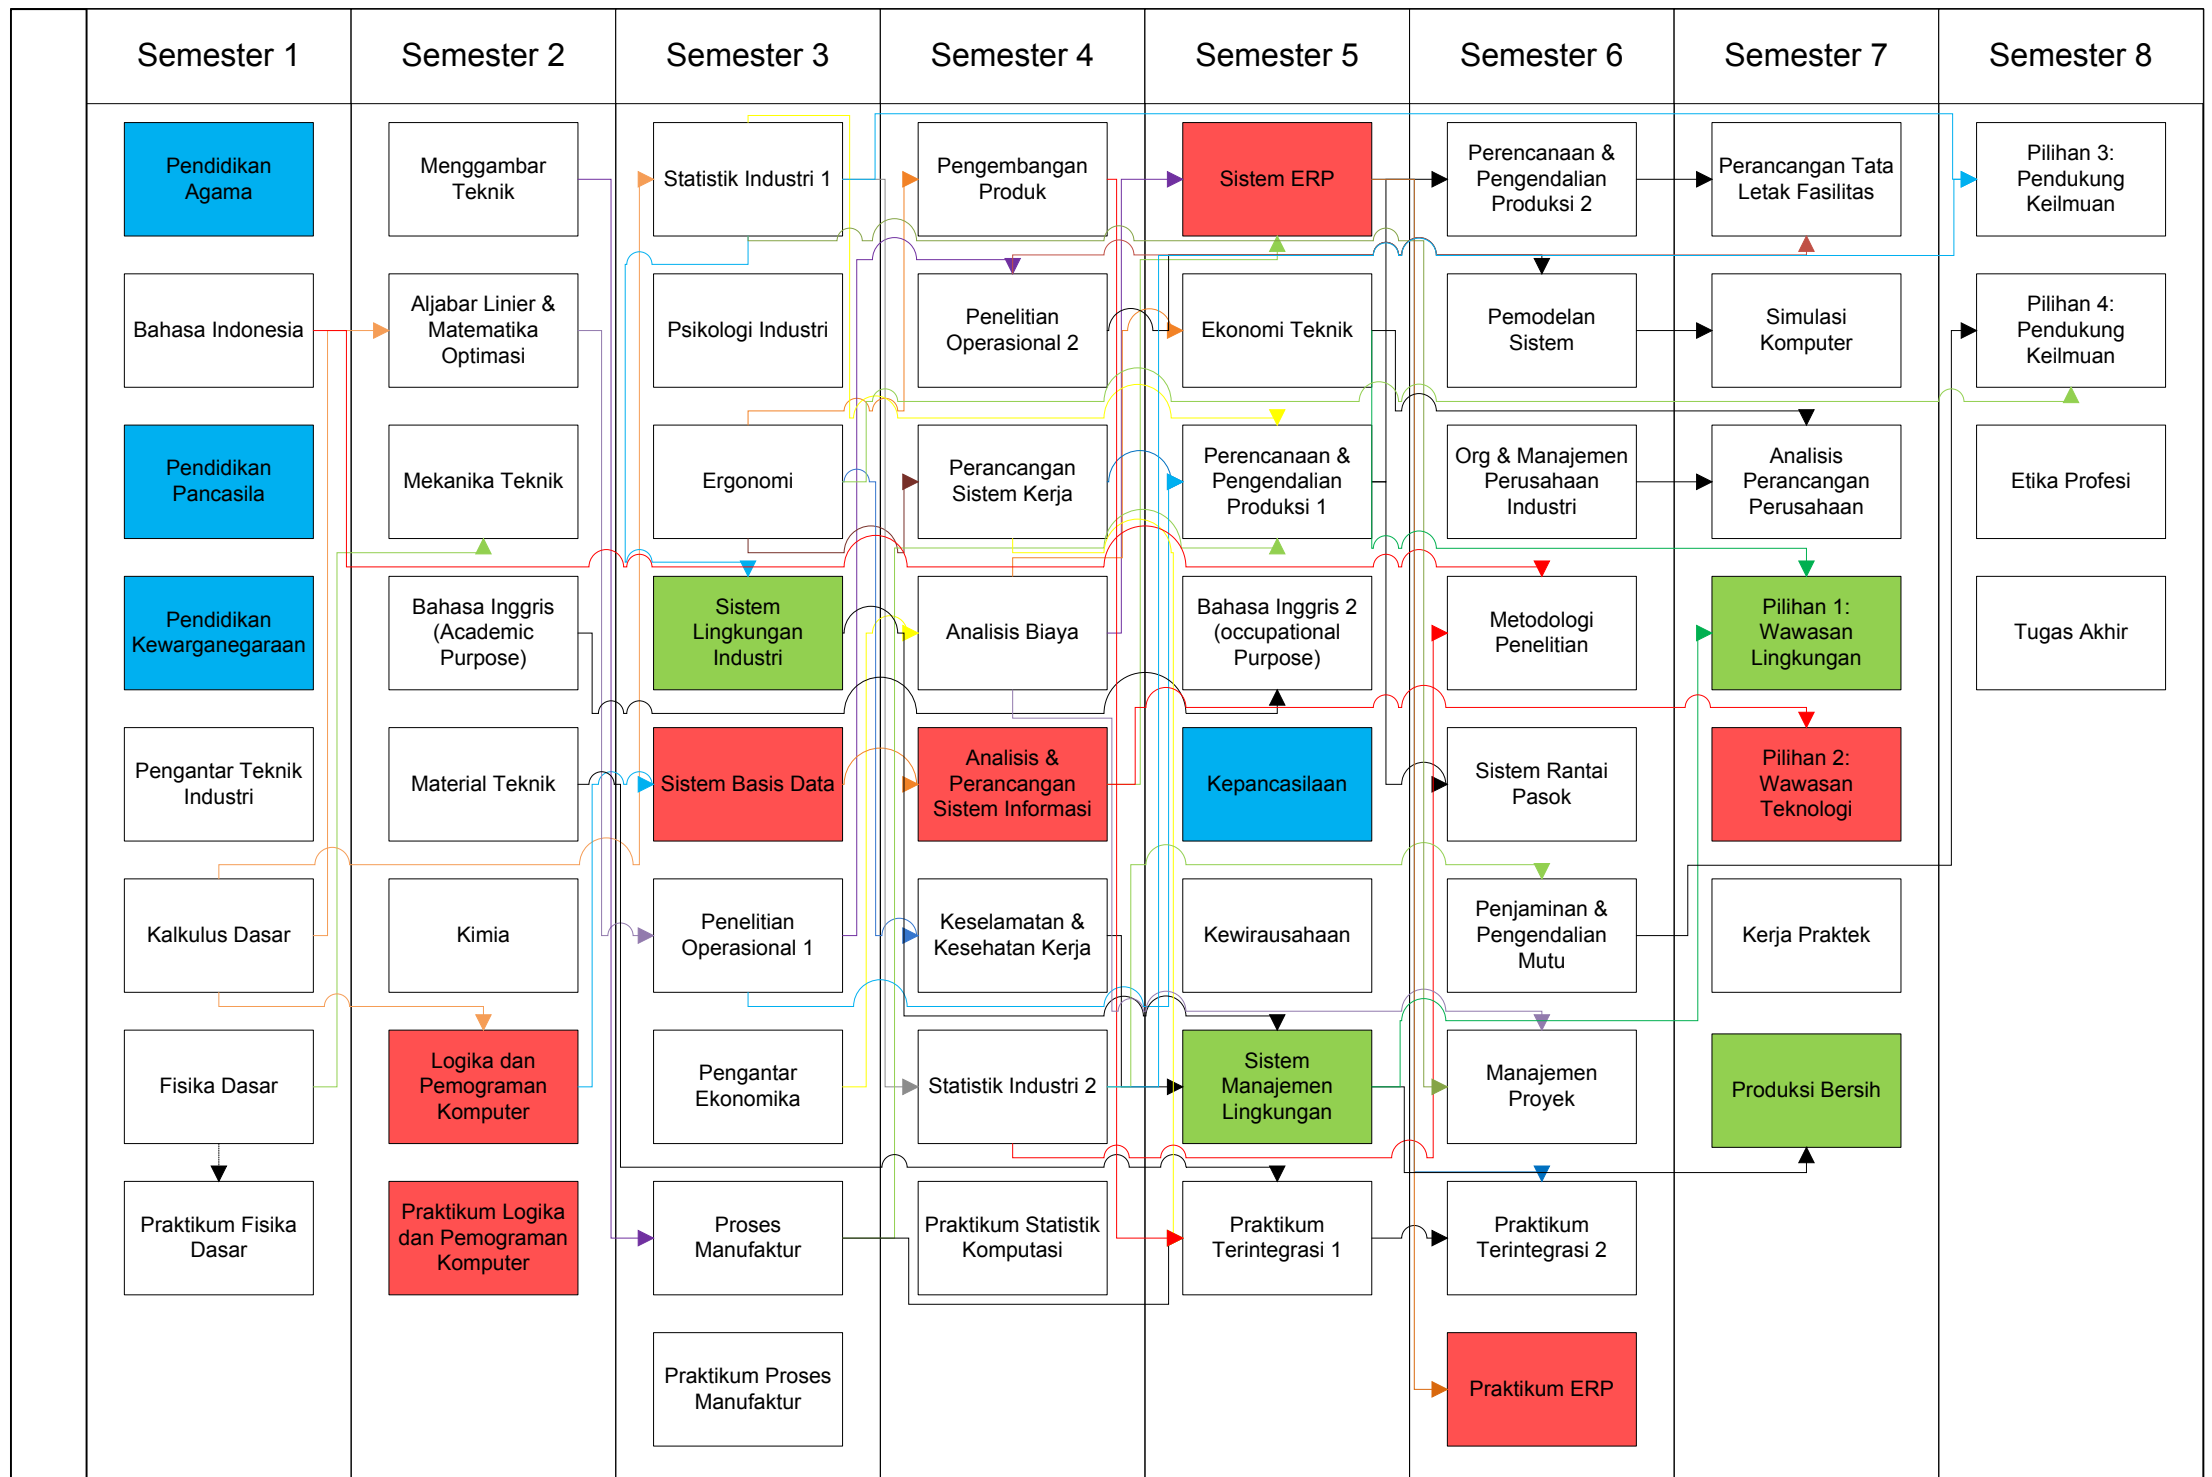 Semester 1
Semester 2
Semester 3
Semester 4
Semester 5
Semester 6
Semester 7
Semester 8
Pendidikan
Agama
Bahasa Indonesia
Pendidikan
Pancasila
Pendidikan
Kewarganegaraan
Pengantar Teknik
Industri
Kalkulus Dasar
Fisika Dasar
Praktikum Fisika
Dasar
Menggambar
Teknik
Aljabar Linier &
Matematika
Optimasi
Mekanika Teknik
Bahasa Inggris
(Academic
Purpose)
Material Teknik
Kimia
Logika dan
Pemograman
Komputer
Praktikum Logika
dan Pemograman
Komputer
Statistik Industri 1
Psikologi Industri
Ergonomi
Sistem
Lingkungan
Industri
Sistem Basis Data
Penelitian
Operasional 1
Pengantar
Ekonomika
Proses
Manufaktur
Praktikum Proses
Manufaktur
Pengembangan
Produk
Penelitian
Operasional 2
Perancangan
Sistem Kerja
Analisis Biaya
Analisis &
Perancangan
Sistem Informasi
Keselamatan &
Kesehatan Kerja
Statistik Industri 2
Praktikum Statistik
Komputasi
Sistem ERP
Ekonomi Teknik
Perencanaan &
Pengendalian
Produksi 1
Bahasa Inggris 2
(occupational
Purpose)
Kepancasilaan
Kewirausahaan
Sistem
Manajemen
Lingkungan
Praktikum
Terintegrasi 1
Perencanaan &
Pengendalian
Produksi 2
Pemodelan
Sistem
Org & Manajemen
Perusahaan
Industri
Metodologi
Penelitian
Sistem Rantai
Pasok
Penjaminan &
Pengendalian
Mutu
Manajemen
Proyek
Praktikum
Terintegrasi 2
Praktikum ERP
Perancangan Tata
Letak Fasilitas
Simulasi
Komputer
Analisis
Perancangan
Perusahaan
Pilihan 1:
Wawasan
Lingkungan
Pilihan 2:
Wawasan
Teknologi
Kerja Praktek
Produksi Bersih
Pilihan 3:
Pendukung
Keilmuan
Pilihan 4:
Pendukung
Keilmuan
Etika Profesi
Tugas Akhir